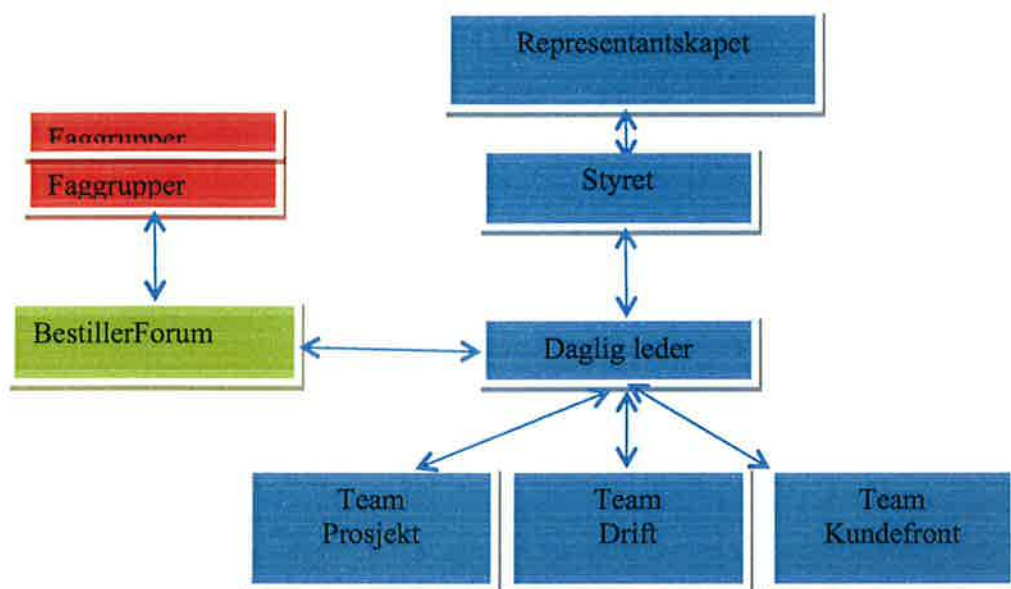 Representantskapet
Faggrupper
Faggrupper
Styret
BestillerForum
Daglig leder
Team
Prosjekt
Team
Drift
Team
Kundefront